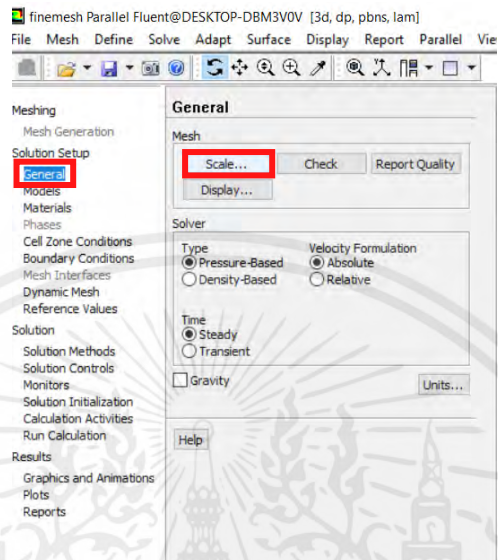 finemesh Parallel Fluent@DESKTOP-DBM3V0V [3d, dp, pbns, lam]
File Mesh Define Solve Adapt Surface Display Report Parallel Vie
Meshing
Mesh Generation
Solution Setup
General
Models
Materials
Phases
Cell Zone Conditions
Boundary Conditions
Mesh Interfaces
Dynamic Mesh
Reference Values
Solution
Solution Methods
Solution Controls
Monitors
Solution Initialization
Calculation Activities
Run Calculation
Results
Graphics and Animations
Plots
Reports
General
Mesh
Scale... Check Report Quality
Display...
Solver
Type Velocity Formulation
Pressure-Based Absolute
Density-Based Relative
Time
Steady
Transient
Gravity Units...
Help